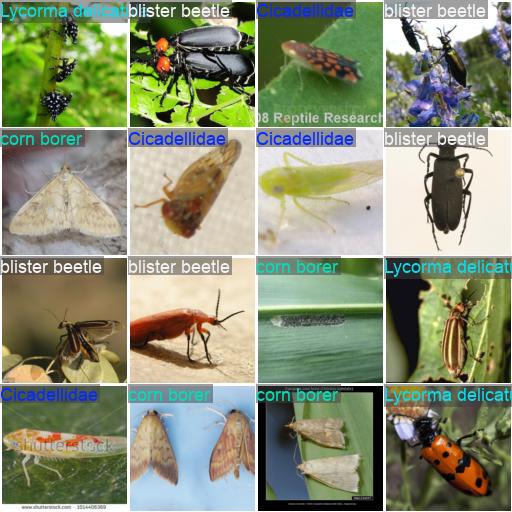 Lycorma delicat
blister beetle
Cicadellidae
blister beetle
08 Reptile Research
corn borer
Cicadellidae
Cicadellidae
blister beetle
blister beetle
blister beetle
corn borer
Lycorma delicat
Cicadellidae
corn borer
corn borer
Lycorma delicat
shutterstock
www.shutterstock.com · 1514406369